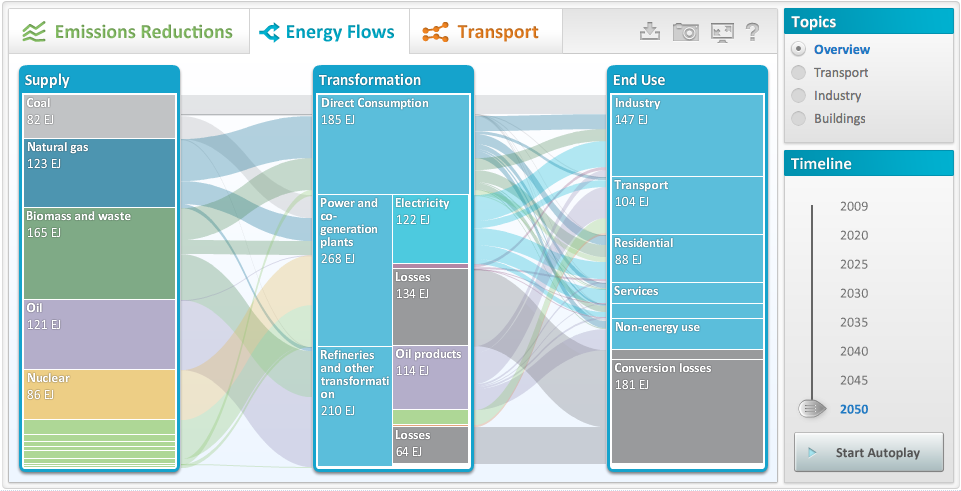 Emissions Reductions
Energy Flows
Transport
?
Supply
Coal
82 EJ
Natural gas
123 EJ
Biomass and waste
165 EJ
Oil
121 EJ
Nuclear
86 EJ
Transformation
Direct Consumption
185 EJ
Power and
co-
generation
plants
268 EJ
Electricity
122 EJ
Losses
134 EJ
Refineries
and other
transformati
on
210 EJ
Oil products
114 EJ
Losses
64 EJ
End Use
Industry
147 EJ
Transport
104 EJ
Residential
88 EJ
Services
Non-energy use
Conversion losses
181 EJ
Topics
Overview
Transport
Industry
Buildings
Timeline
2009
2020
2025
2030
2035
2040
2045
2050
Start Autoplay